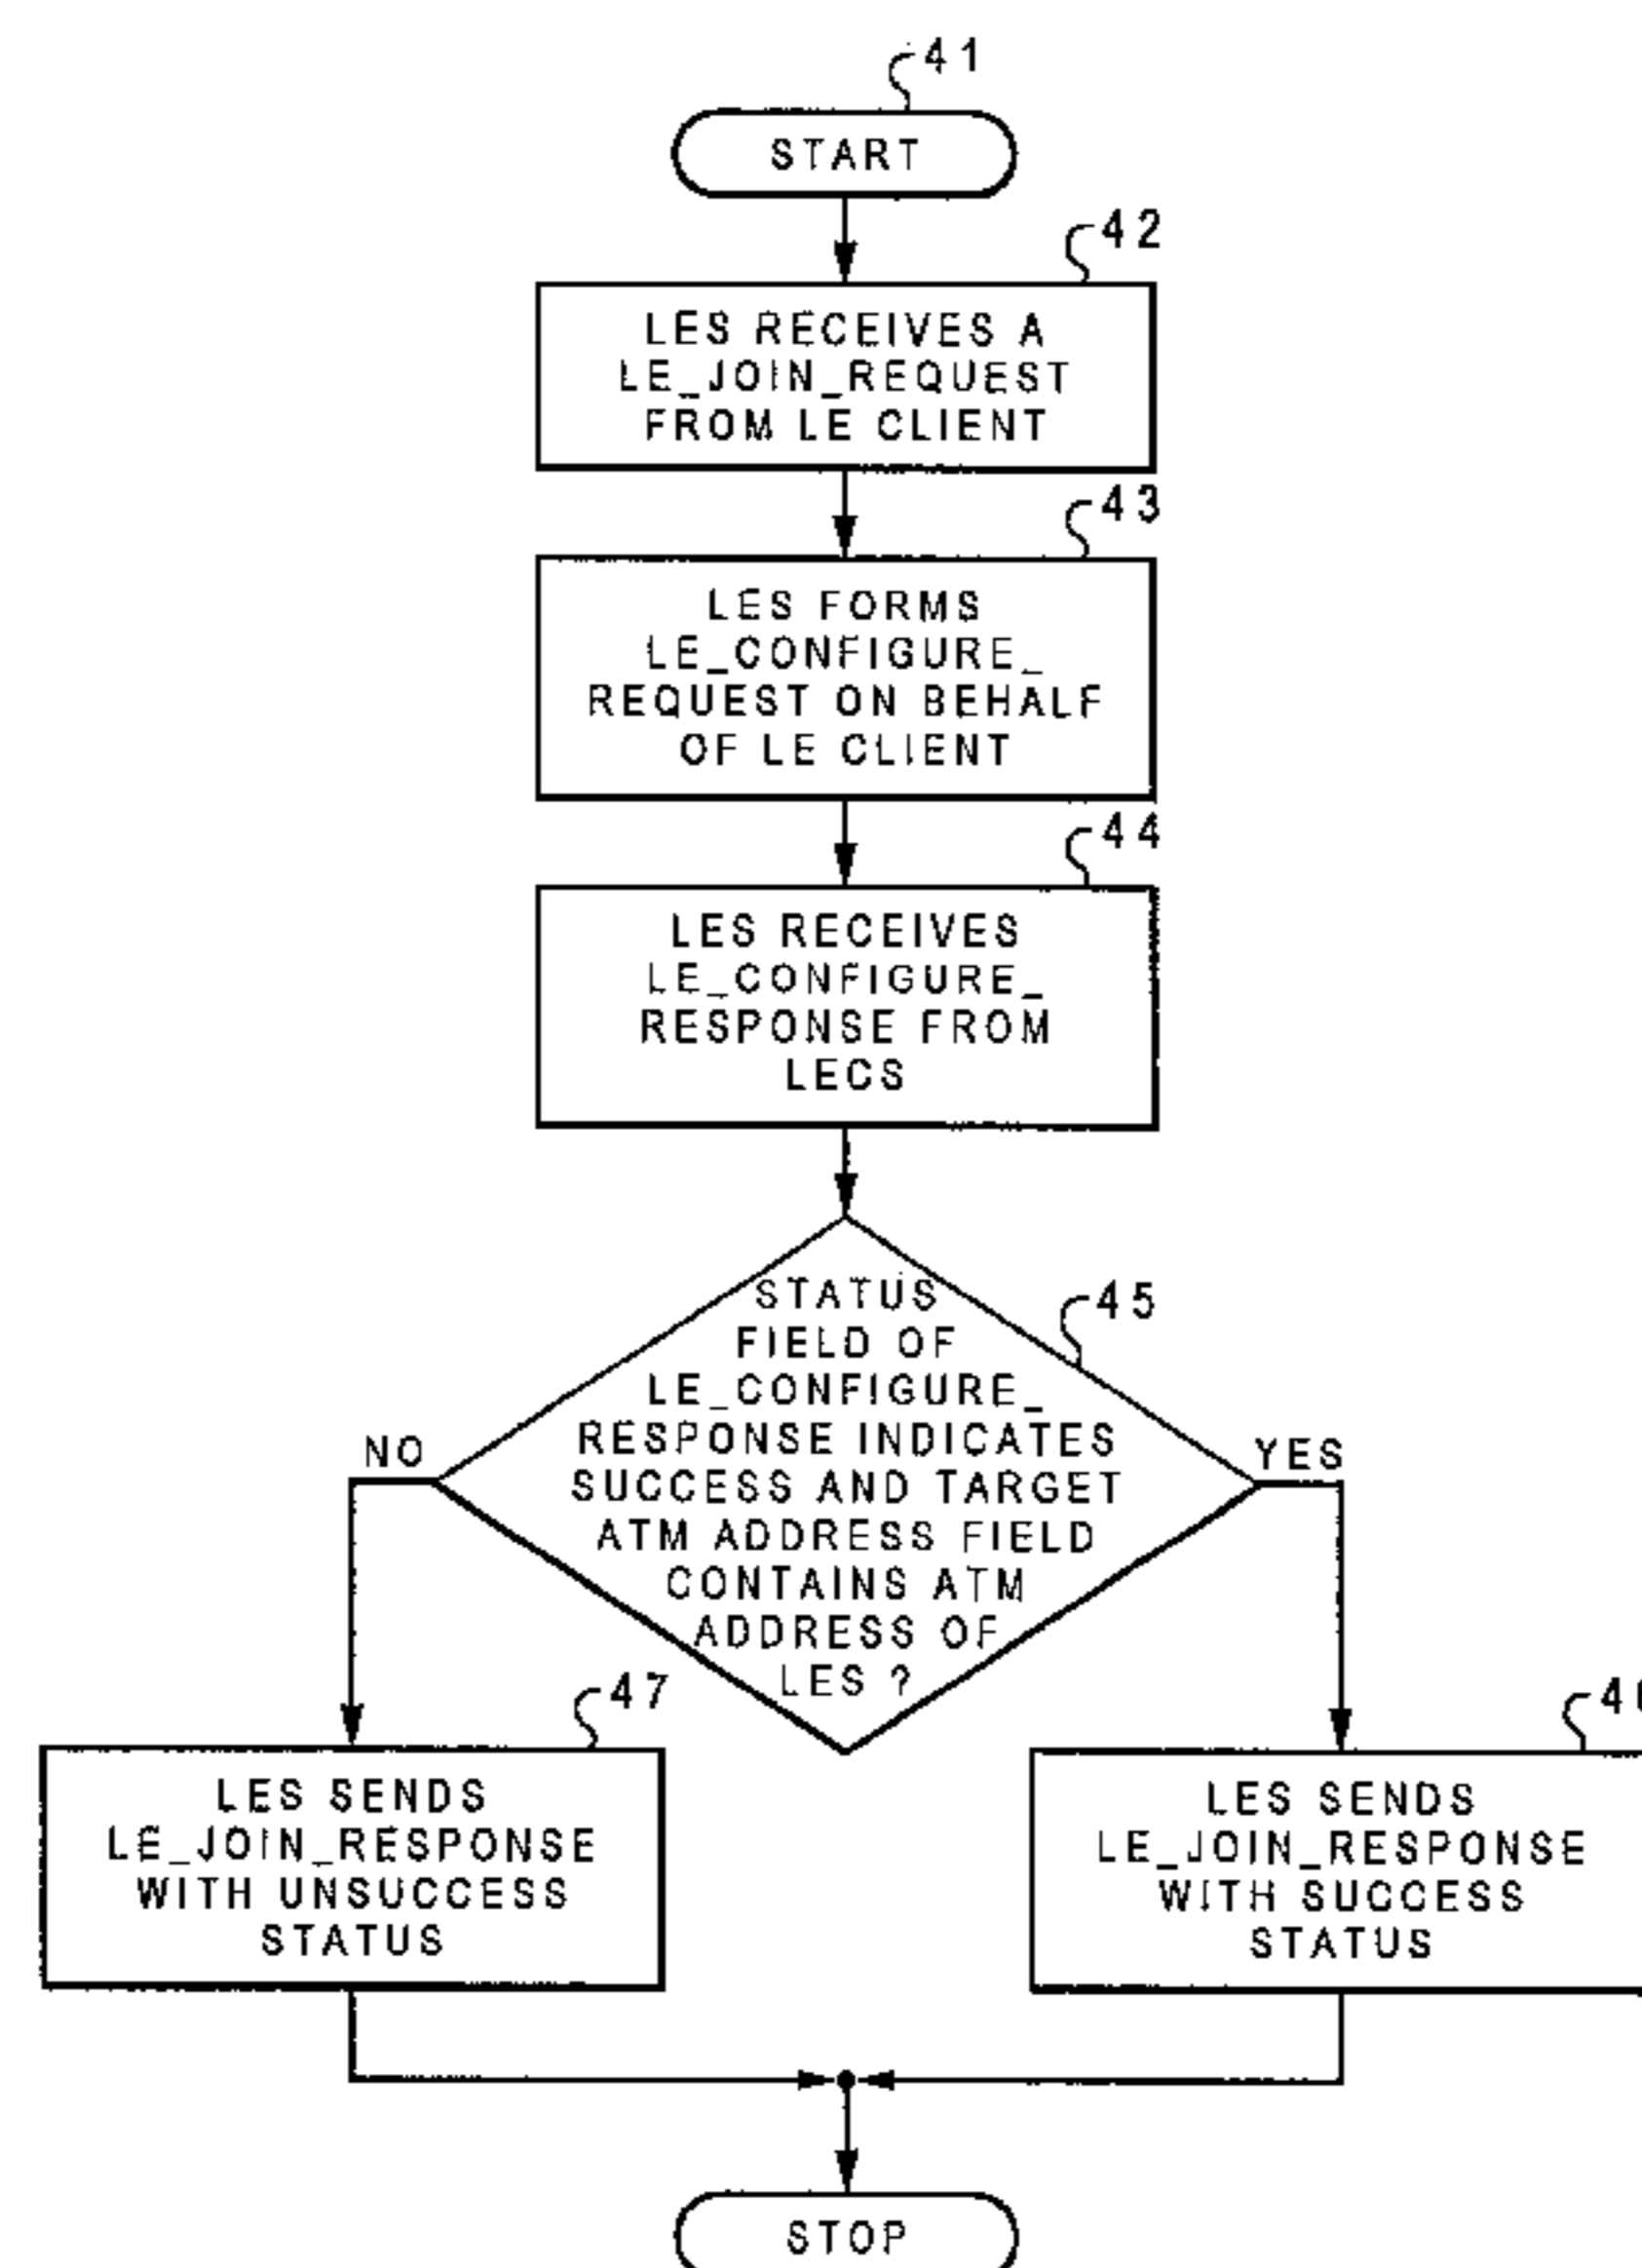 41
START
42
LES RECEIVES A
LE_JOIN_REQUEST
FROM LE CLIENT
43
LES FORMS
LE_CONFIGURE_
REQUEST ON BEHALF
OF LE CLIENT
44
LES RECEIVES
LE_CONFIGURE_
RESPONSE FROM
LECS
45
STATUS
FIELD OF
LE_CONFIGURE_
RESPONSE INDICATES
SUCCESS AND TARGET
ATM ADDRESS FIELD
CONTAINS ATM
ADDRESS OF
LES ?
NO
YES
47
LES SENDS
LE_JOIN_RESPONSE
WITH UNSUCCESS
STATUS
LES SENDS
LE_JOIN_RESPONSE
WITH SUCCESS
STATUS
STOP